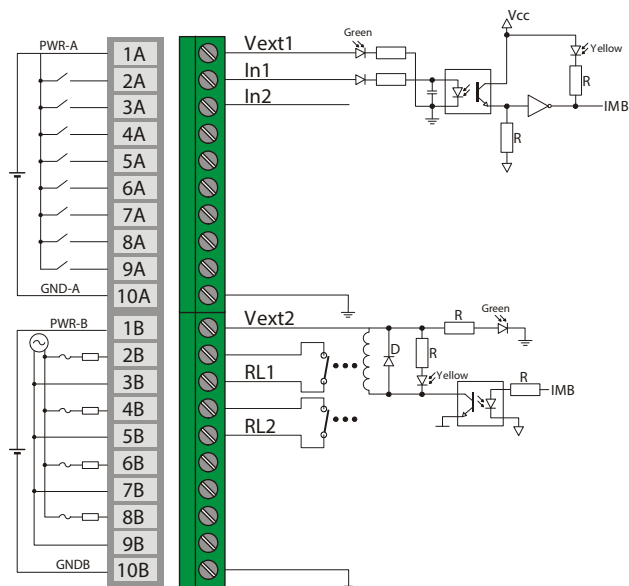 PWR-A
1A
2A
3A
4A
5A
6A
7A
8A
9A
GND-A
10A
PWR-B
1B
2B
3B
4B
5B
6B
7B
8B
9B
GNDB
10B
Vext1
In1
In2
Green
Vcc
Yellow
R
IMB
R
Vext2
RL1
RL2
D
R
Yellow
R
Green
R
IMB